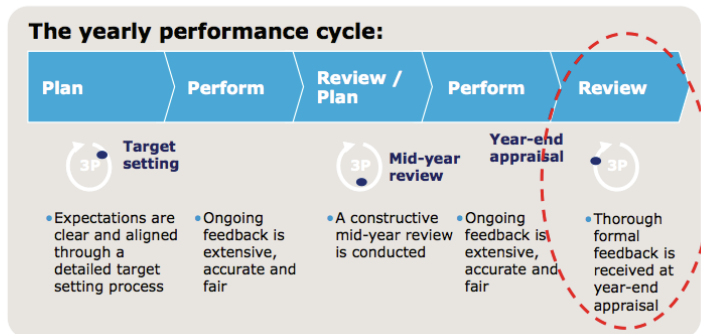 The yearly performance cycle:
Plan
Perform
Review /
Plan
Perform
Review
3P
Target
setting
3P
Mid-year
review
Year-end
appraisal
3P
• Expectations are
clear and aligned
through a
detailed target
setting process
• Ongoing
feedback is
extensive,
accurate and
fair
• A constructive
mid-year review
is conducted
• Ongoing
feedback is
extensive,
accurate and
fair
• Thorough
formal
feedback is
received at
year-end
appraisal